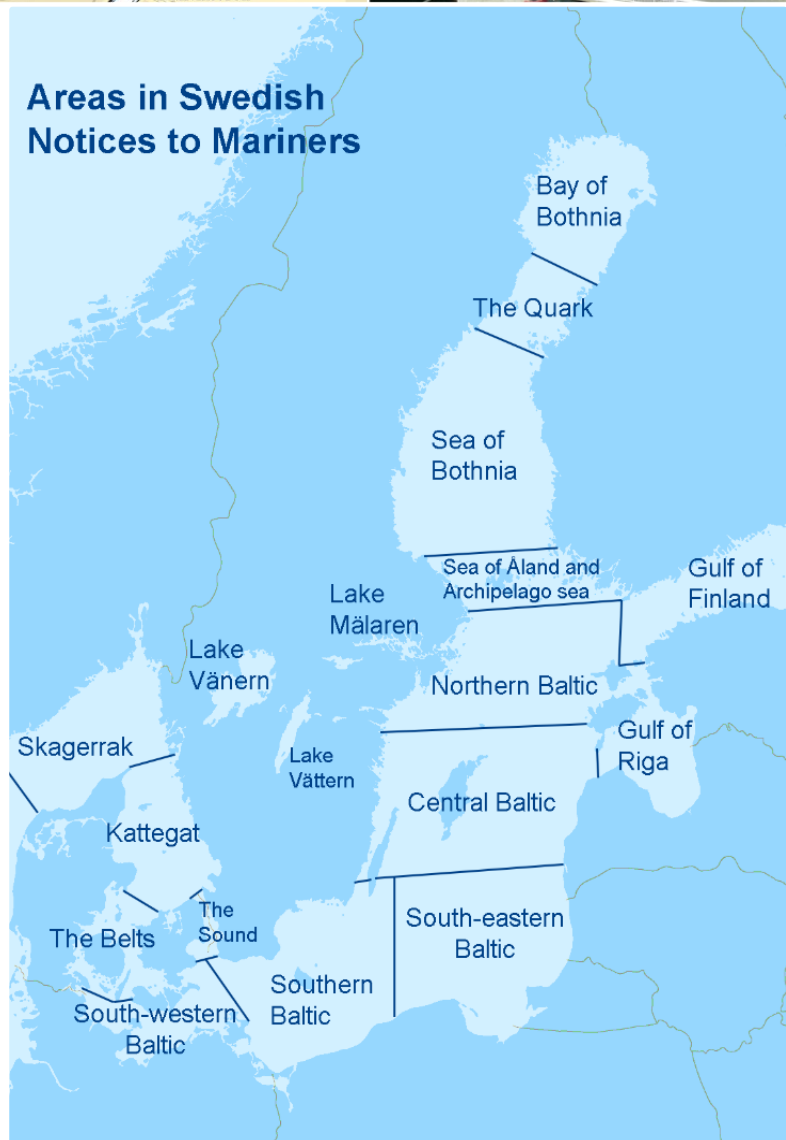 Areas in Swedish
Notices to Mariners
Bay of
Bothnia
The Quark
Sea of
Bothnia
Sea of Åland and
Archipelago sea
Gulf of
Finland
Lake
Mälaren
Lake
Vänern
Northern Baltic
Skagerrak
Lake
Vättern
Gulf of
Riga
Central Baltic
Kattegat
The Belts
The
Sound
South-eastern
Baltic
Southern
Baltic
South-western
Baltic